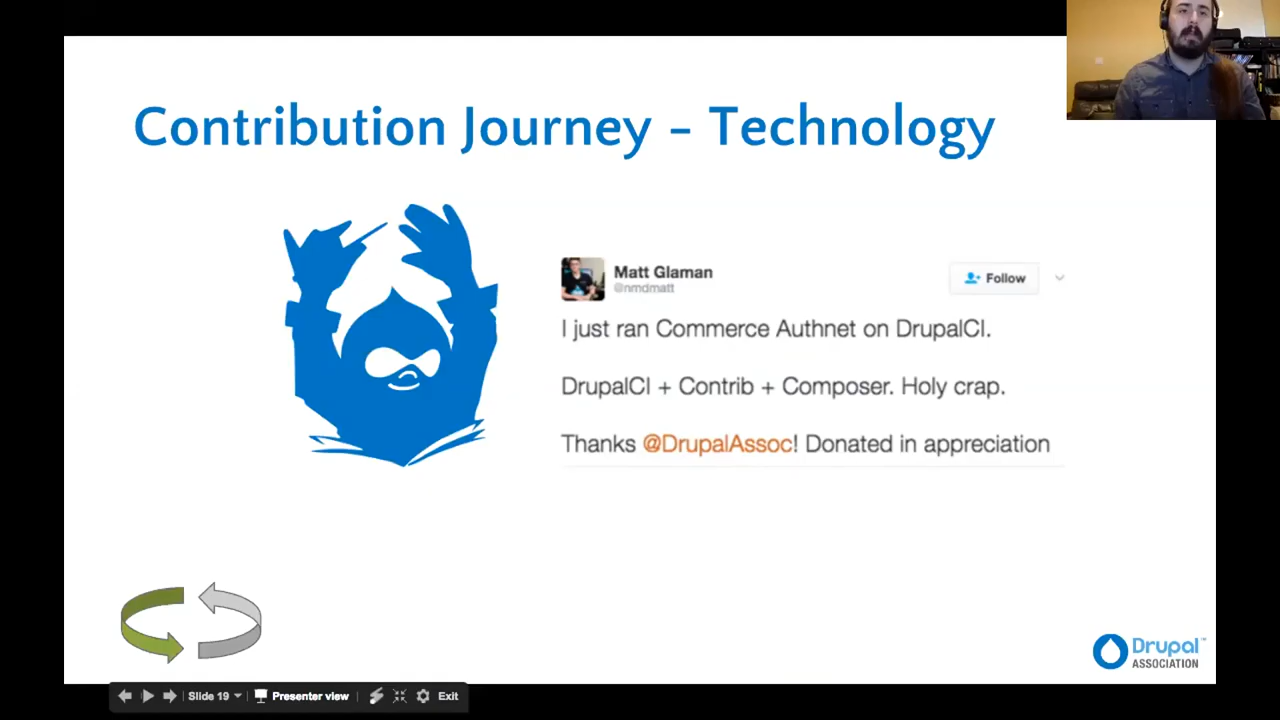 Contribution Journey – Technology
Matt Glaman
@nmdmatt
Follow
I just ran Commerce Authnet on DrupalCI.
DrupalCI + Contrib + Composer. Holy crap.
Thanks @DrupalAssoc! Donated in appreciation
Drupal™
ASSOCIATION
Slide 19 Presenter view Exit